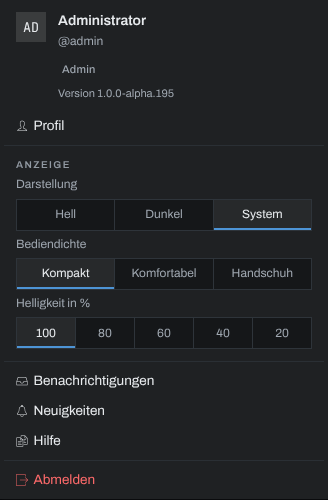 AD
Administrator
@admin
Admin
Version 1.0.0-alpha.195
Profil
ANZEIGE
Darstellung
Hell Dunkel System
Bediendichte
Kompakt Komfortabel Handschuh
Helligkeit in %
100 80 60 40 20
Benachrichtigungen
Neuigkeiten
Hilfe
Abmelden